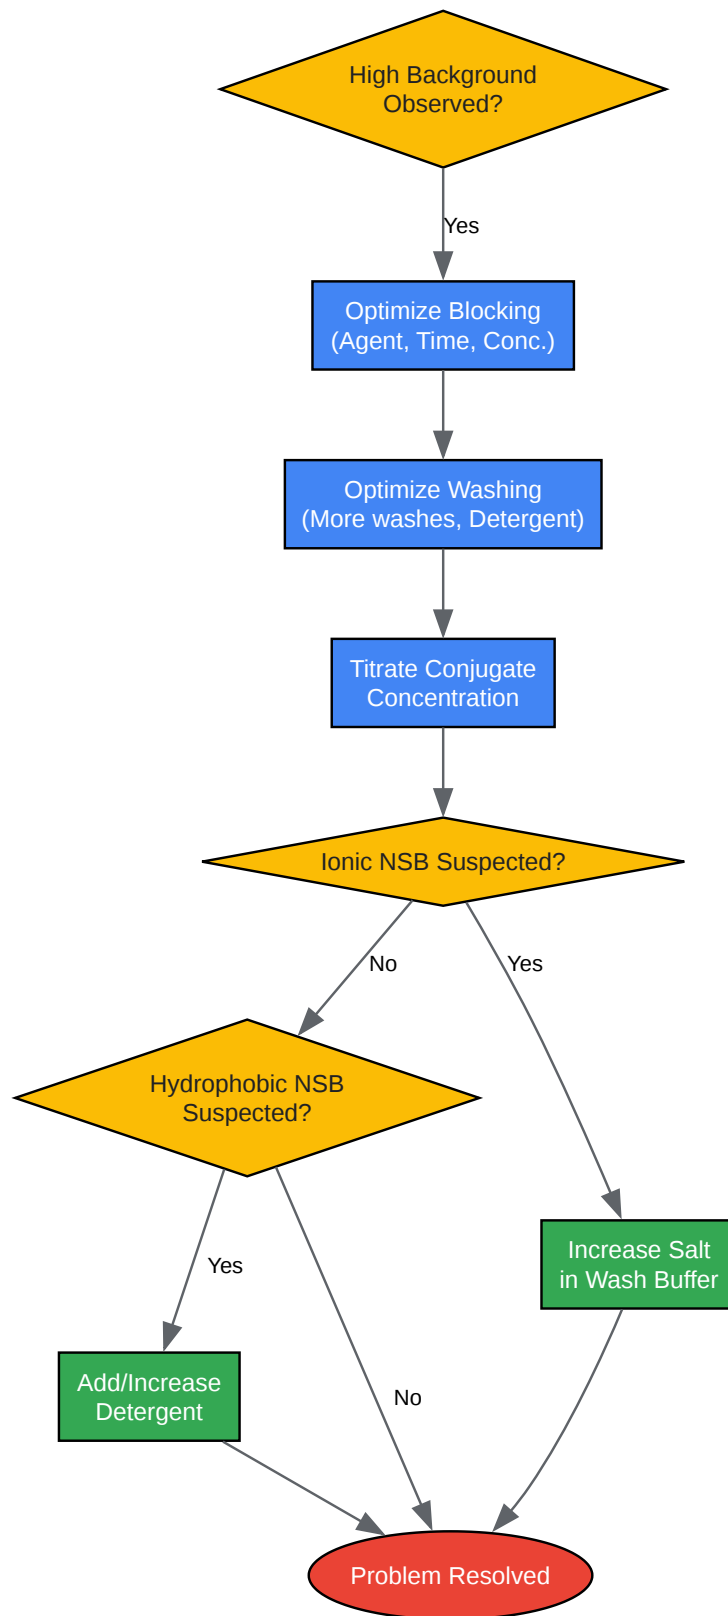 High Background
Observed?
Yes
Optimize Blocking
(Agent, Time, Conc.)
Optimize Washing
(More washes, Detergent)
Titrate Conjugate
Concentration
Ionic NSB Suspected?
No
Yes
Hydrophobic NSB
Suspected?
Increase Salt
in Wash Buffer
Yes
Add/Increase
Detergent
No
Problem Resolved